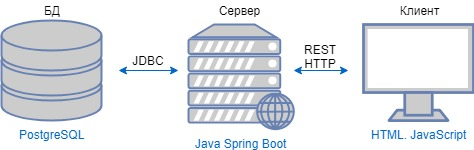 БД
Сервер
Клиент
JDBC
REST
HTTP
PostgreSQL
Java Spring Boot
HTML. JavaScript